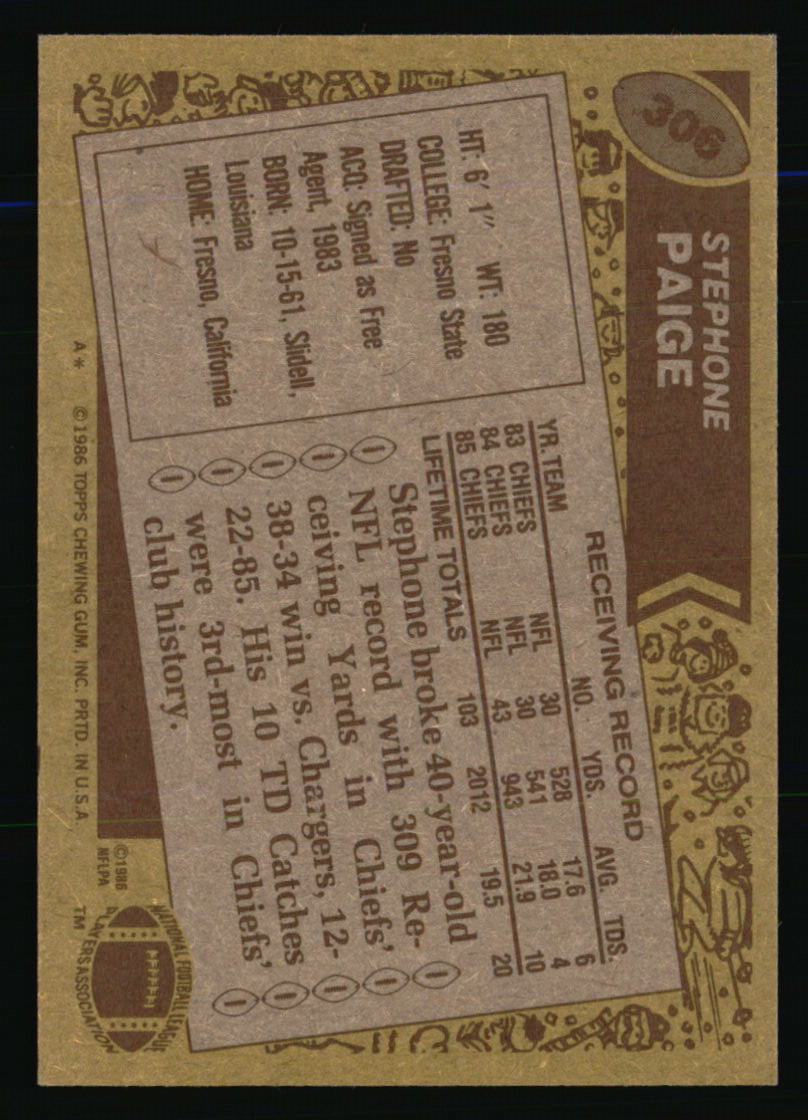 306
STEPHONE
PAIGE
HT: 6' 1" WT: 180
COLLEGE: Fresno State
DRAFTED: No
ACQ: Signed as Free
Agent, 1983
BORN: 10-15-61, Slidell,
Louisiana
HOME: Fresno, California
RECEIVING RECORD
YR. TEAM NO. YDS. AVG. TDS.
83 CHIEFS NFL 30 528 17.6 6
84 CHIEFS NFL 30 541 18.0 4
85 CHIEFS NFL 43 943 21.9 10
LIFETIME TOTALS 103 2012 19.5 20
Stephone broke 40-year-old
NFL record with 309 Re-
ceiving Yards in Chiefs'
38-34 win vs. Chargers, 12-
22-85. His 10 TD Catches
were 3rd-most in Chiefs'
club history.
A* ©1986 TOPPS CHEWING GUM, INC. PRTD. IN U.S.A.
©1986
NFLPA
NATIONAL FOOTBALL LEAGUE
PLAYERS ASSOCIATION
TM